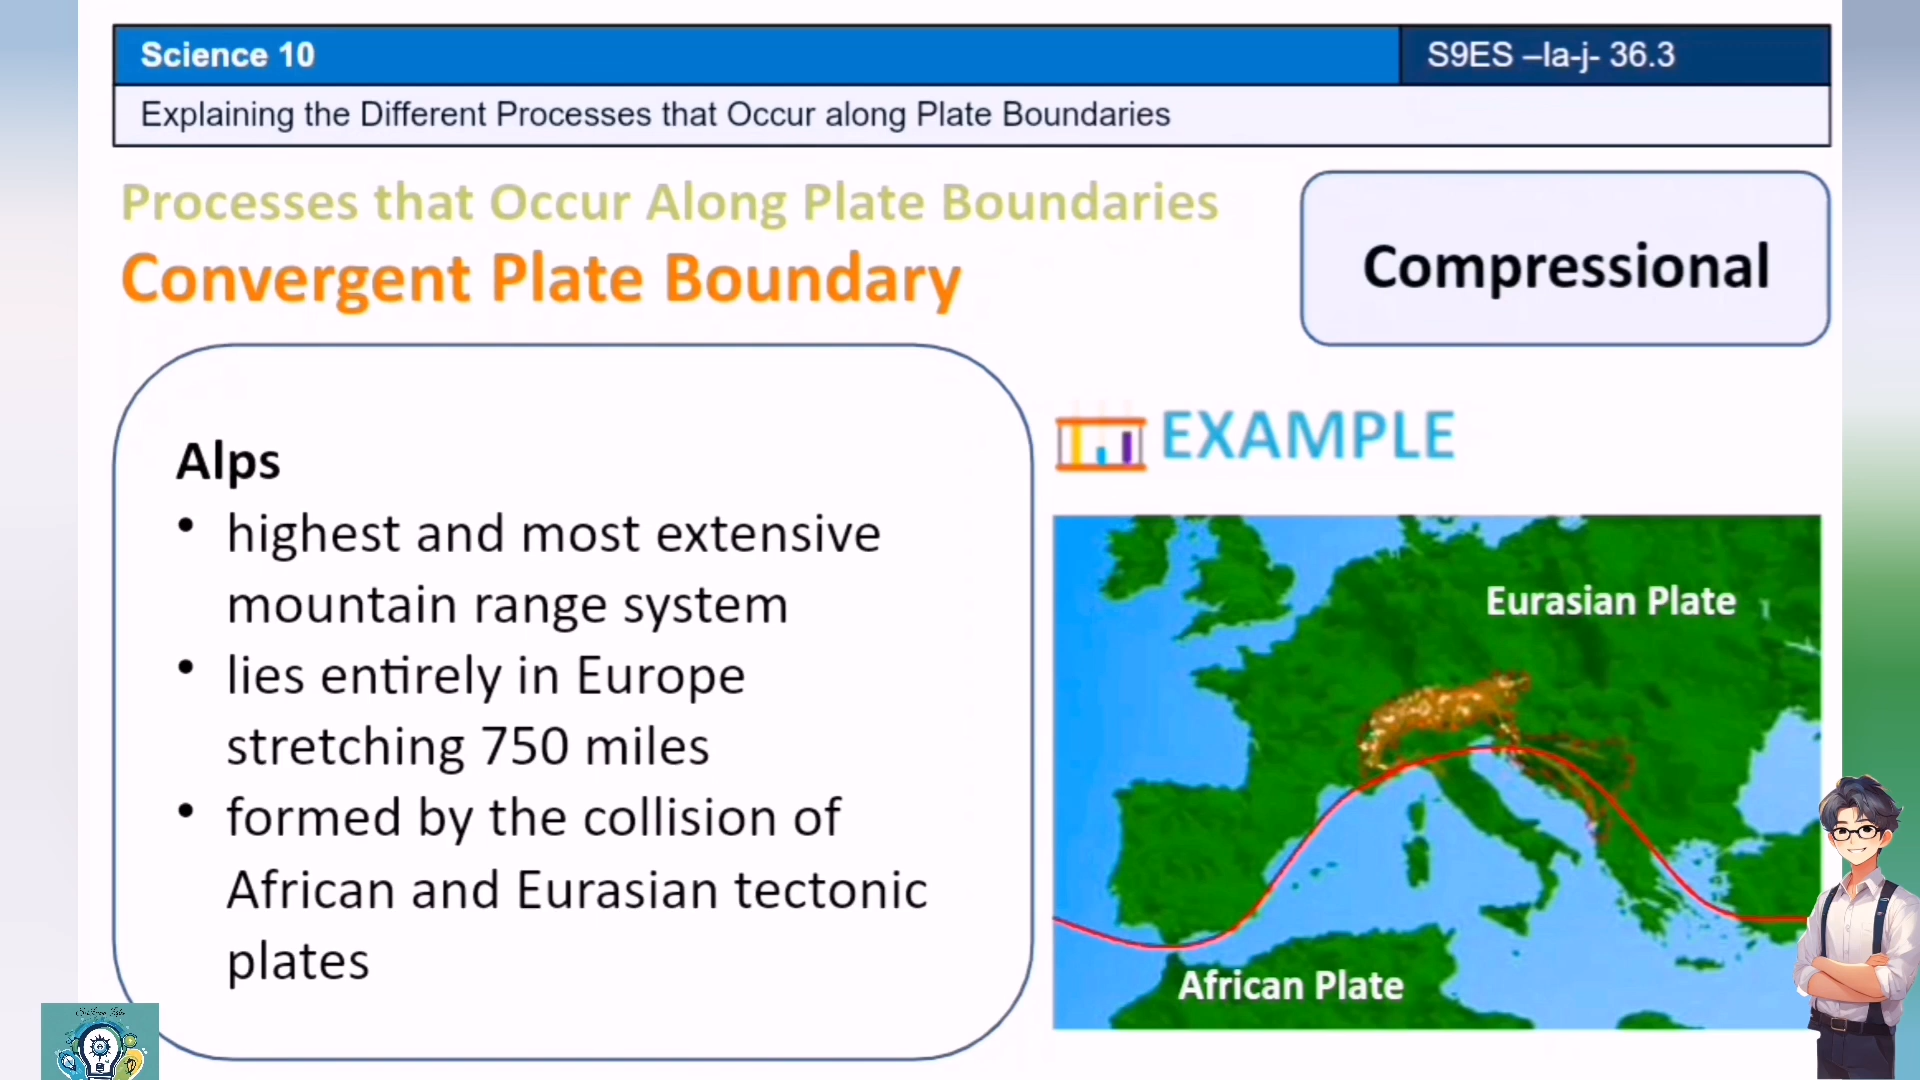 Science 10
S9ES –Ia-j- 36.3
Explaining the Different Processes that Occur along Plate Boundaries
Processes that Occur Along Plate Boundaries
Convergent Plate Boundary
Compressional
Alps
• highest and most extensive
mountain range system
• lies entirely in Europe
stretching 750 miles
• formed by the collision of
African and Eurasian tectonic
plates
EXAMPLE
Eurasian Plate
African Plate